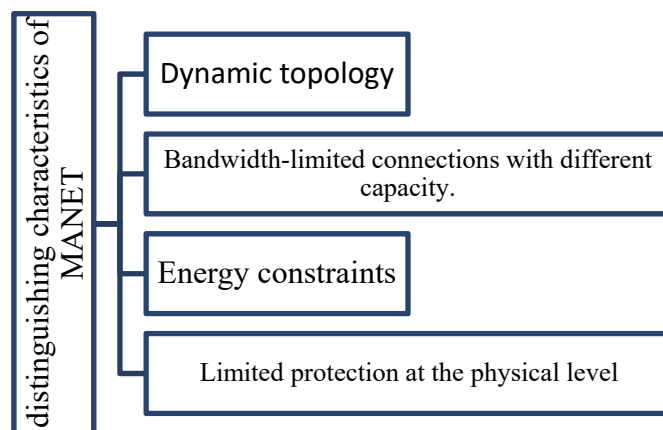 distinguishing characteristics of
MANET
Dynamic topology
Bandwidth-limited connections with different
capacity.
Energy constraints
Limited protection at the physical level